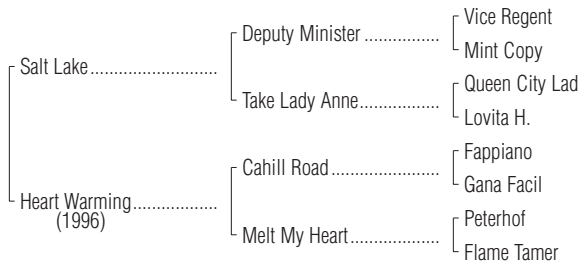 Vice Regent
Deputy Minister ................
Mint Copy
Salt Lake...........................
Queen City Lad
Take Lady Anne.................
Lovita H.
Fappiano
Cahill Road .......................
Gana Facil
Heart Warming..................
(1996)
Peterhof
Melt My Heart...................
Flame Tamer